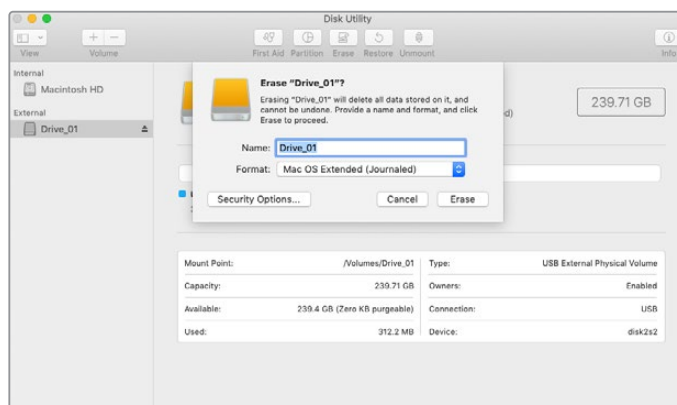 Disk Utility
View
Volume
First Aid Partition Erase Restore Unmount
Info
Internal
Macintosh HD
External
Drive_01
Erase "Drive_01"?
Erasing "Drive_01" will delete all data stored on it, and
cannot be undone. Provide a name and format, and click
Erase to proceed.
Name: Drive_01
Format: Mac OS Extended (Journaled)
Security Options... Cancel Erase
239.71 GB
Mount Point: /Volumes/Drive_01
Capacity: 239.71 GB
Available: 239.4 GB (Zero KB purgeable)
Used: 312.2 MB
Type: USB External Physical Volume
Owners: Enabled
Connection: USB
Device: disk2s2